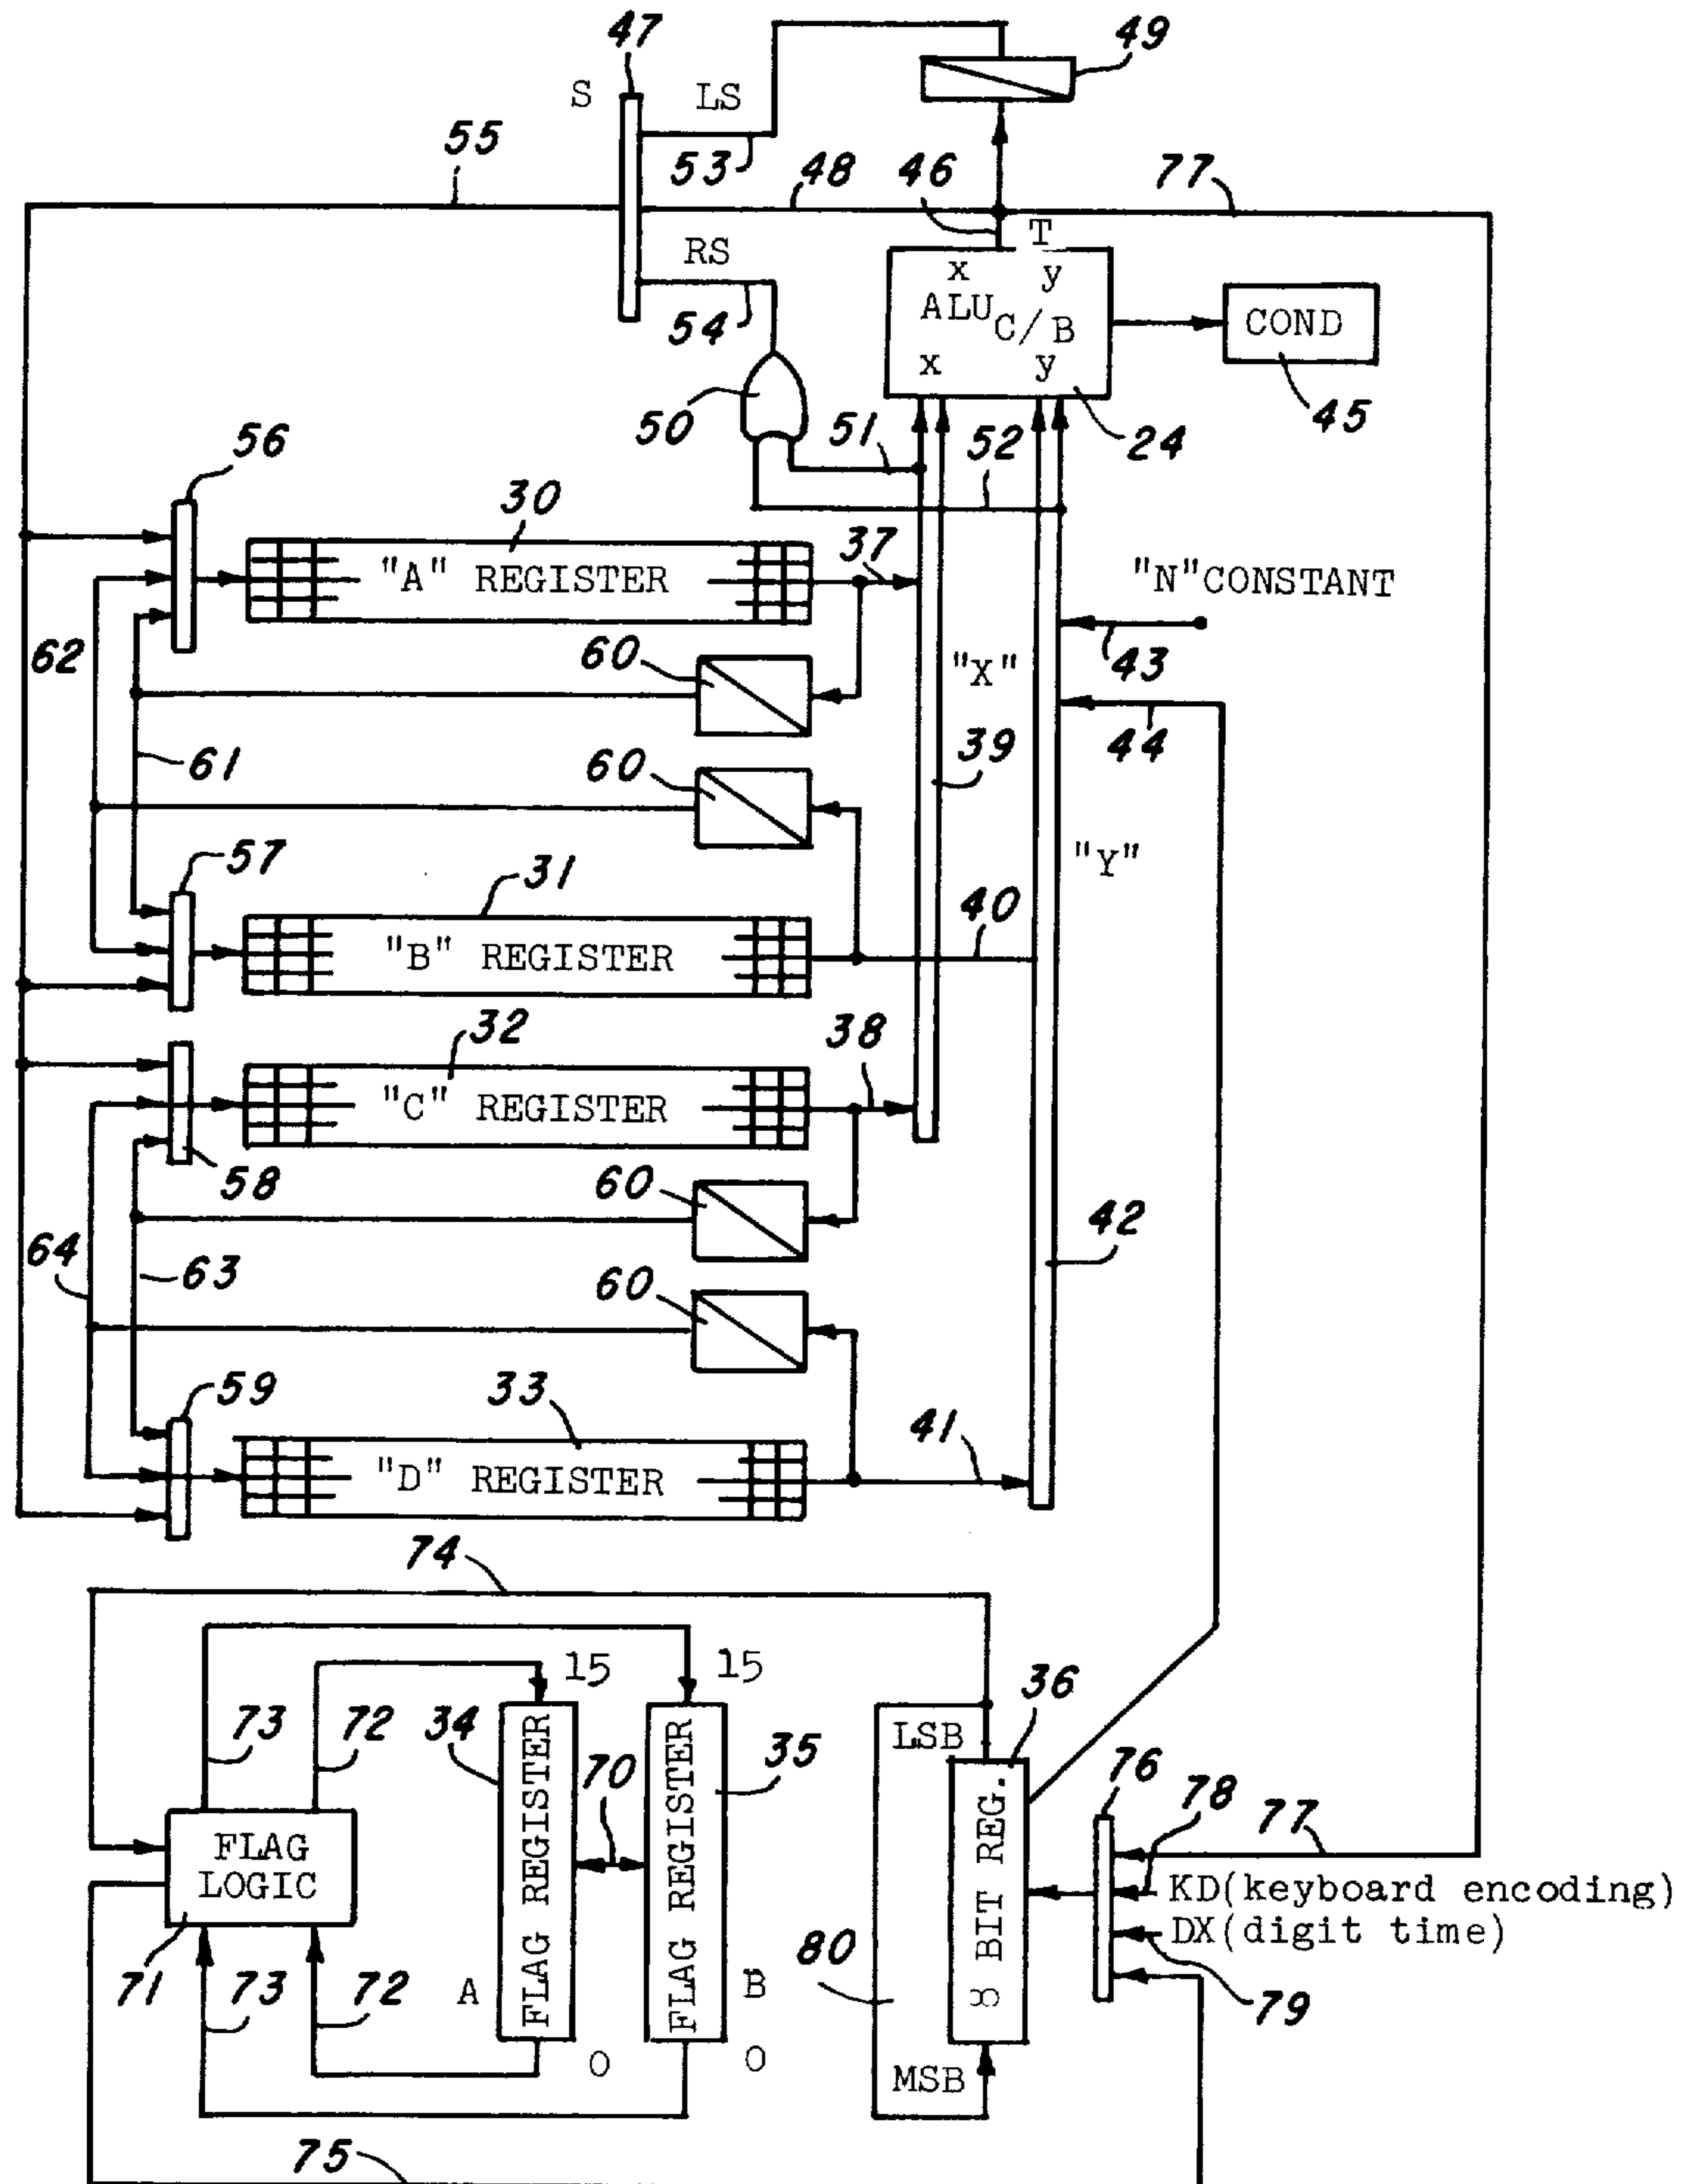 47
49
S
LS
55
53
48
46
77
T
RS
x y
ALU C/B
x y
COND
54
45
50
51
52
24
56
30
37
"A" REGISTER
"N"CONSTANT
43
62
60
"X"
44
61
60
39
57
31
"Y"
40
"B" REGISTER
32
38
"C" REGISTER
58
60
42
64
63
60
59
33
41
"D" REGISTER
74
15
15
36
73
72
34
LSB
35
76
70
78
77
FLAG REGISTER
FLAG REGISTER
8 BIT REG.
FLAG
LOGIC
KD(keyboard encoding)
DX(digit time)
80
71
73
72
A
B
79
O
O
MSB
75